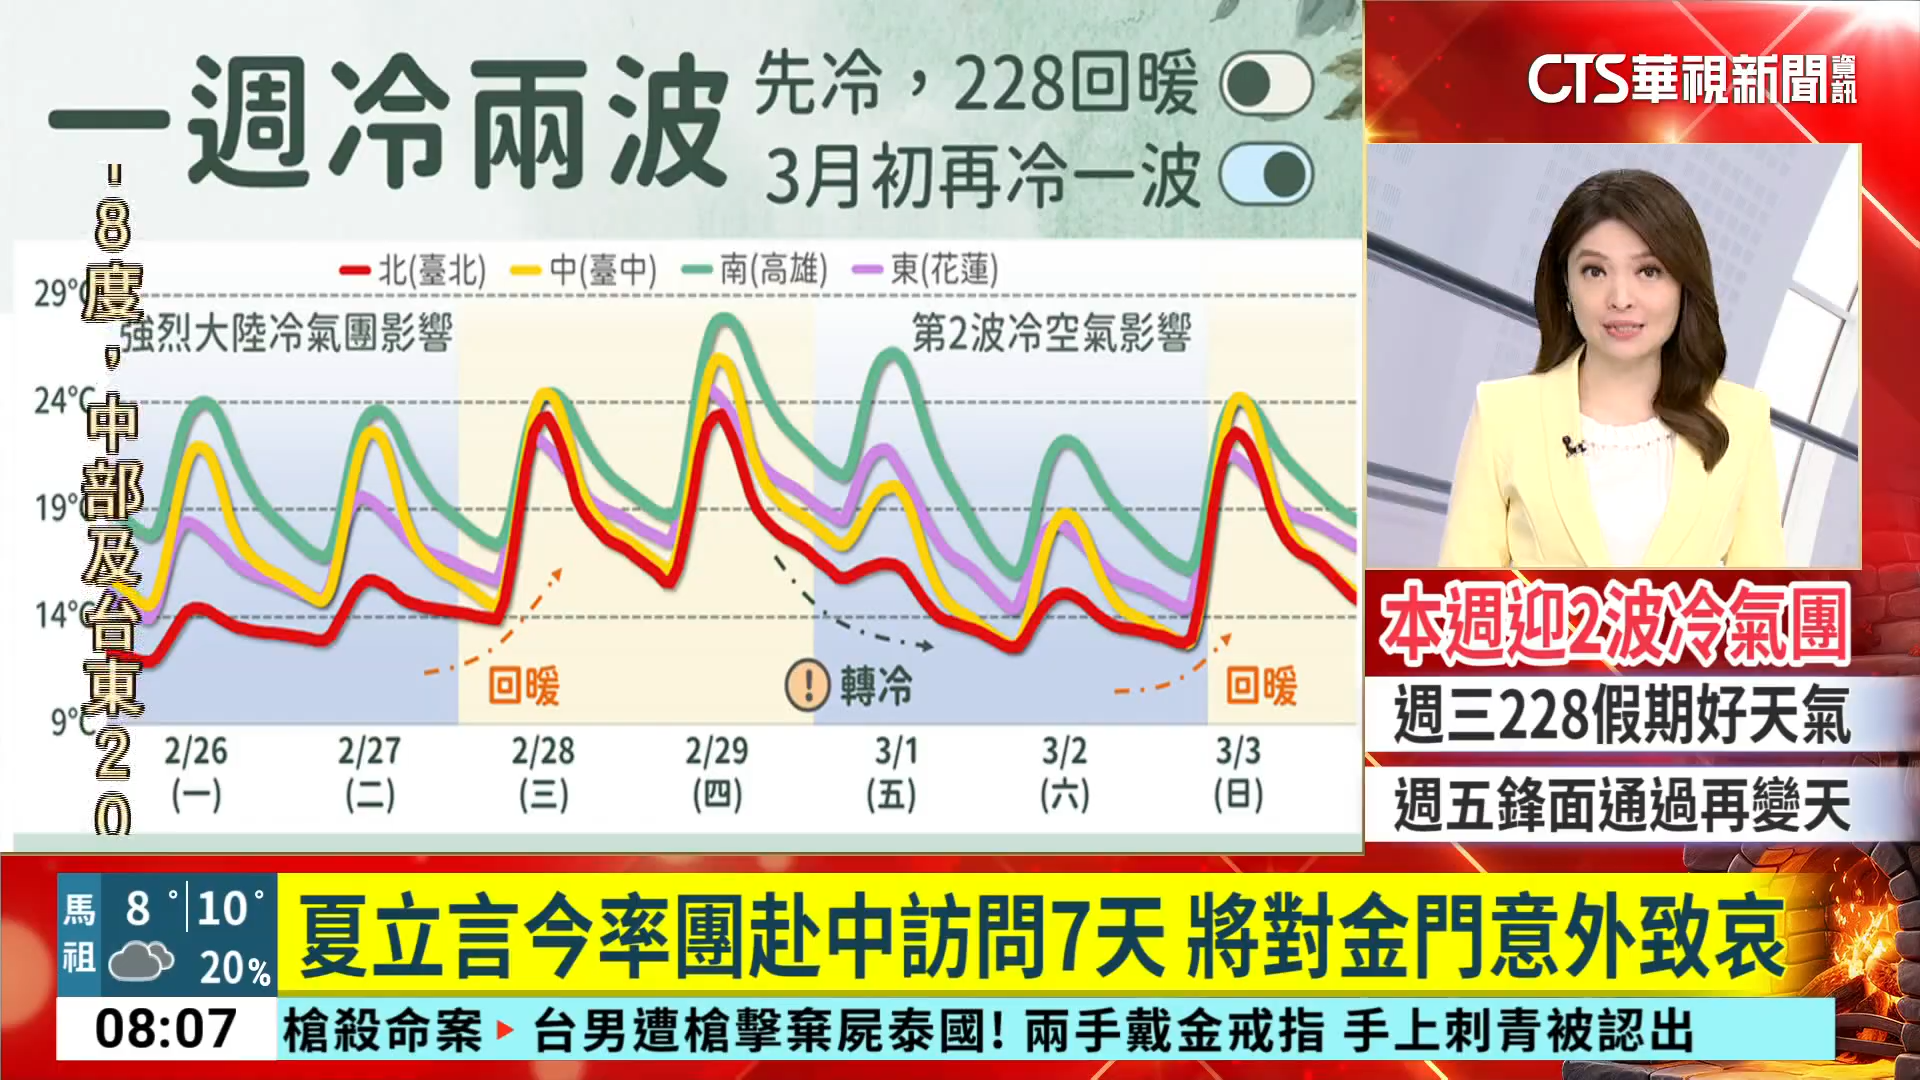 一週冷兩波
先冷，228回暖
3月初再冷一波
北(臺北) 中(臺中) 南(高雄) 東(花蓮)
29°C
24°C
19°C
14°C
9°C
強烈大陸冷氣團影響
第2波冷空氣影響
回暖
! 轉冷
回暖
2/26 2/27 2/28 2/29 3/1 3/2 3/3
(一) (二) (三) (四) (五) (六) (日)
8度，中部及台東20
CTS華視新聞資訊
本週迎2波冷氣團
週三228假期好天氣
週五鋒面通過再變天
馬祖
8° 10°
20%
夏立言今率團赴中訪問7天 將對金門意外致哀
08:07
槍殺命案 台男遭槍擊棄屍泰國! 兩手戴金戒指 手上刺青被認出